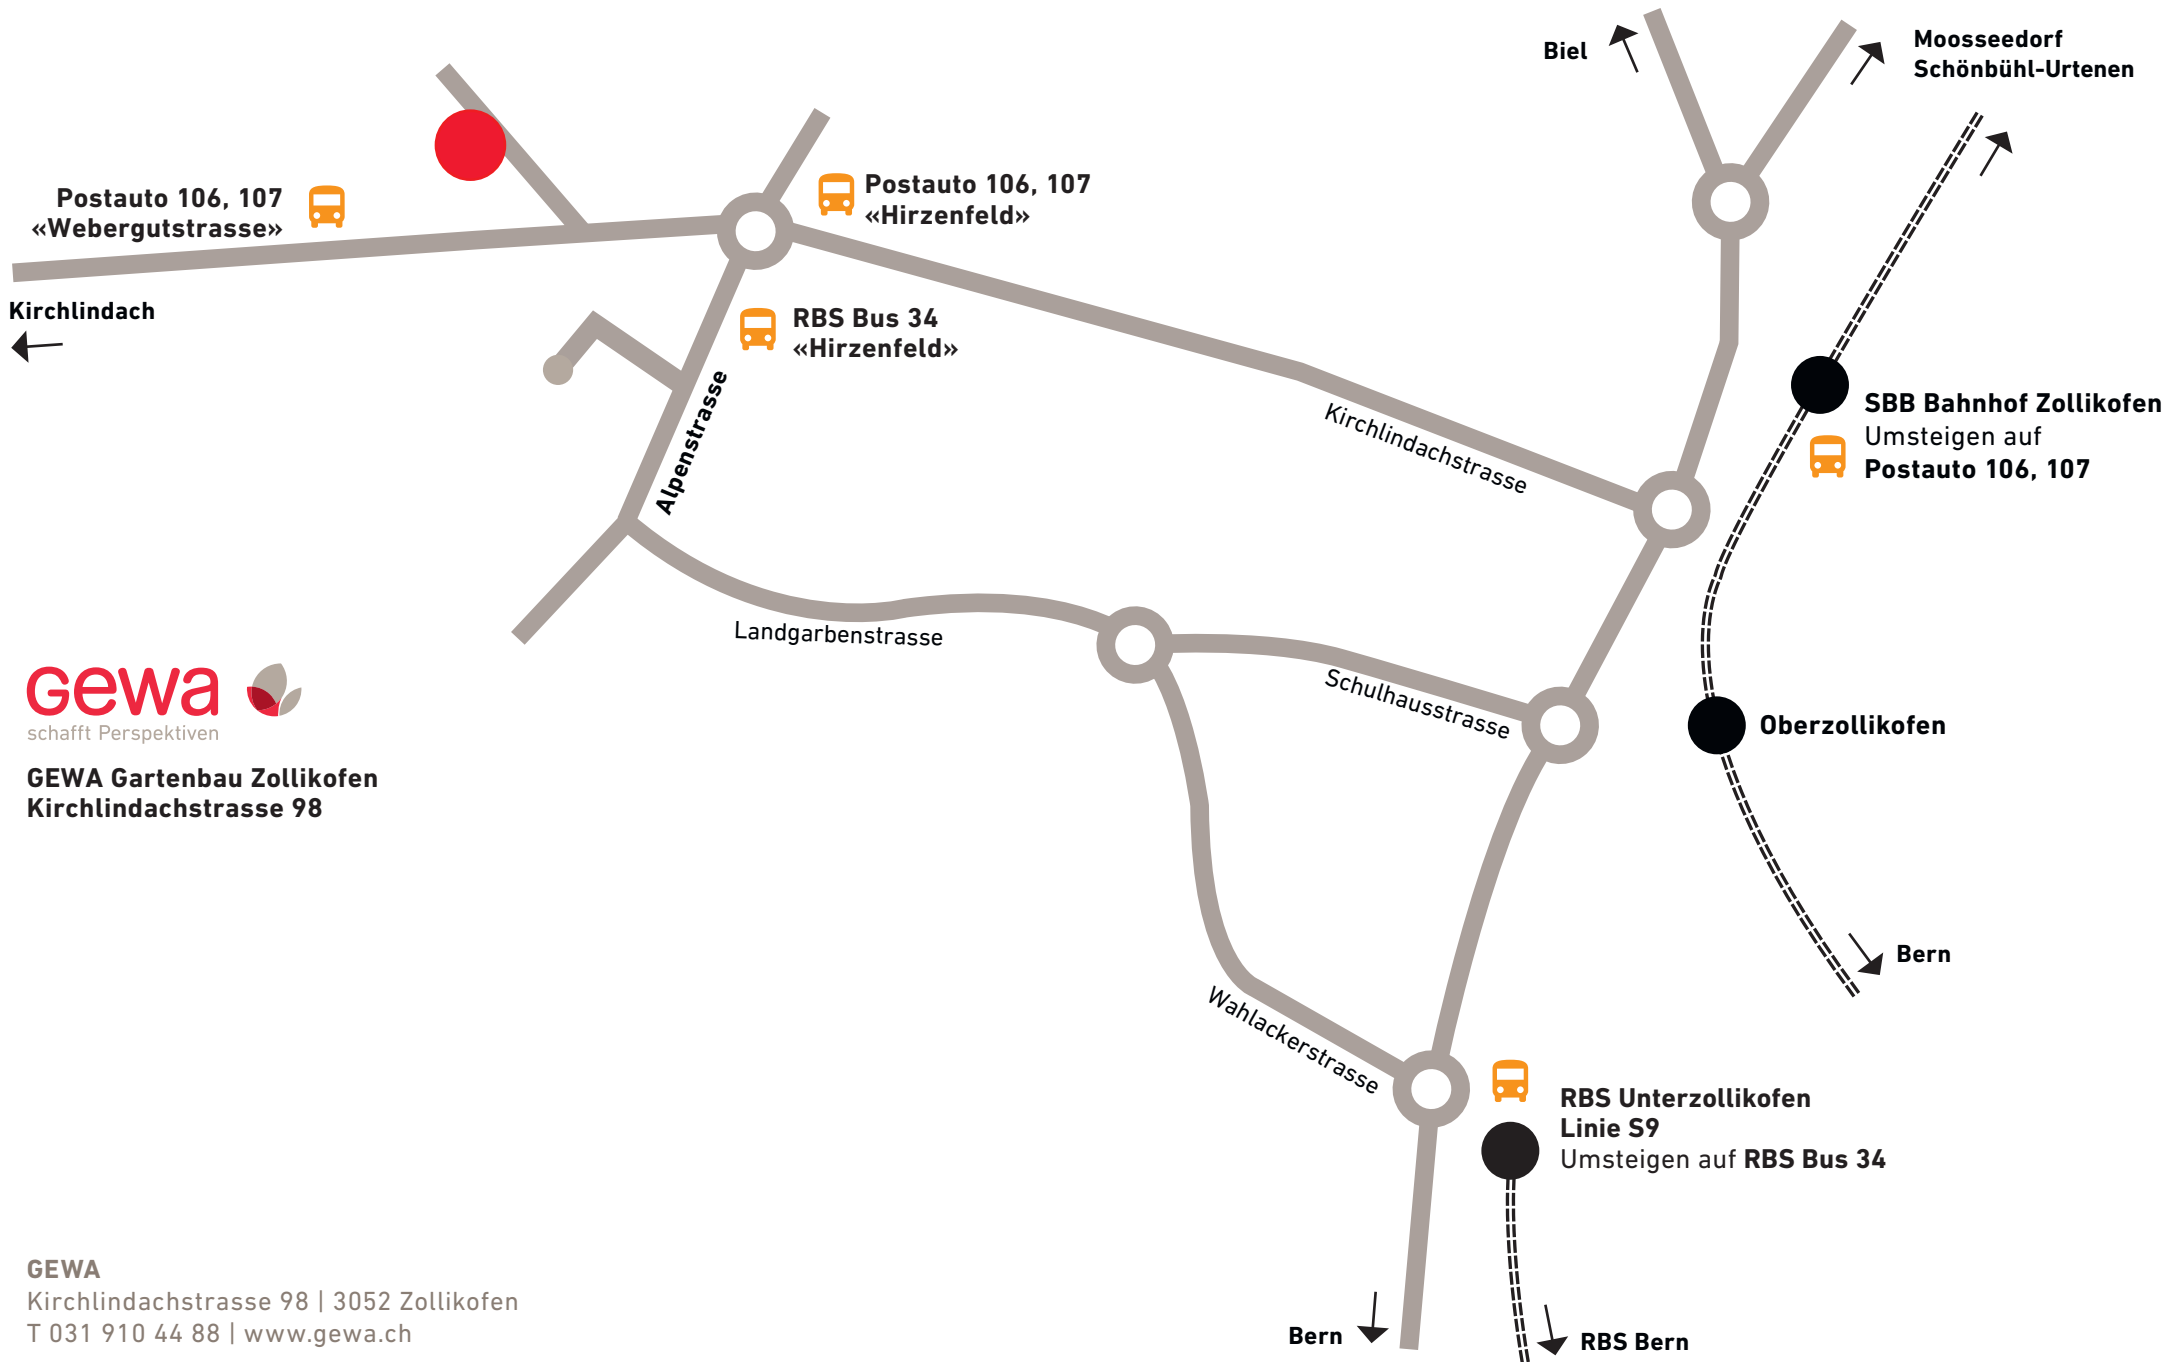 Biel
Moosseedorf
Schönbühl-Urtenen
Postauto 106, 107
«Webergutstrasse»
Postauto 106, 107
«Hirzenfeld»
Kirchlindach
RBS Bus 34
«Hirzenfeld»
Alpenstrasse
Kirchlindachstrasse
SBB Bahnhof Zollikofen
Umsteigen auf
Postauto 106, 107
Landgarbenstrasse
Schulhausstrasse
Oberzollikofen
Gewa
schafft Perspektiven
GEWA Gartenbau Zollikofen
Kirchlindachstrasse 98
Bern
Wahlackerstrasse
RBS Unterzollikofen
Linie S9
Umsteigen auf RBS Bus 34
GEWA
Kirchlindachstrasse 98 | 3052 Zollikofen
T 031 910 44 88 | www.gewa.ch
Bern
RBS Bern